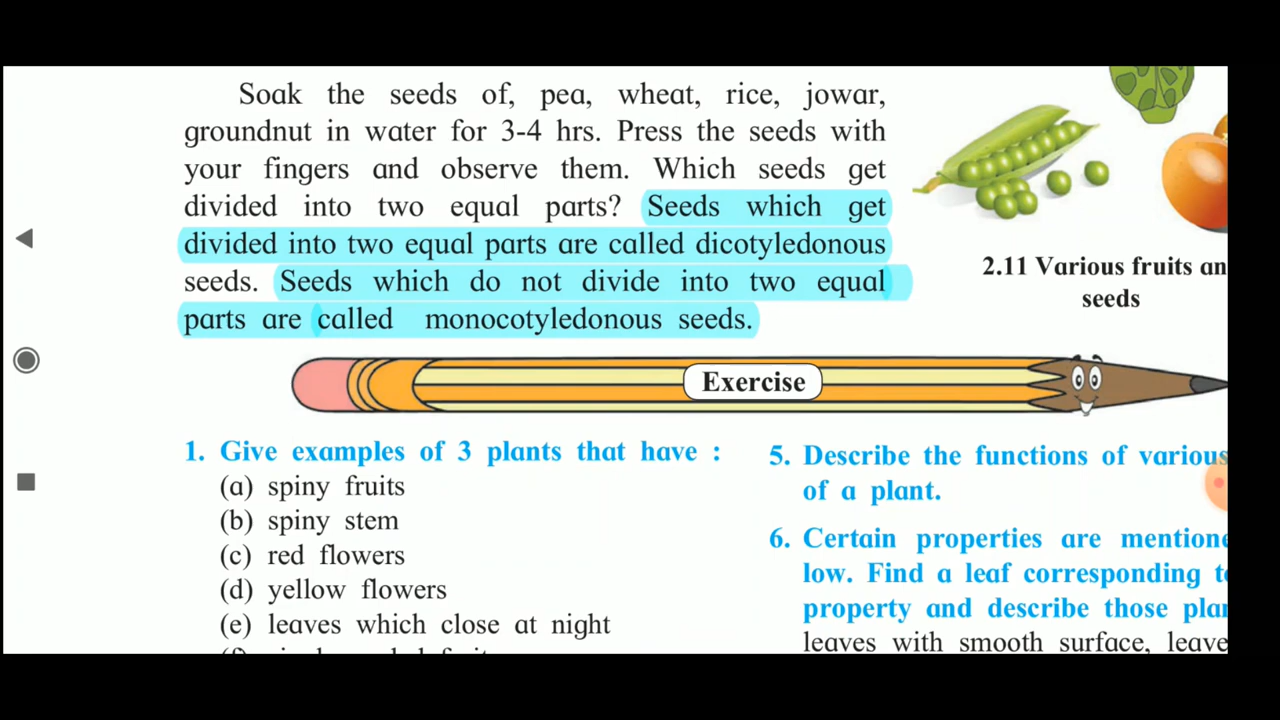 Soak the seeds of, pea, wheat, rice, jowar,
groundnut in water for 3-4 hrs. Press the seeds with
your fingers and observe them. Which seeds get
divided into two equal parts? Seeds which get
divided into two equal parts are called dicotyledonous
seeds. Seeds which do not divide into two equal
parts are called monocotyledonous seeds.
2.11 Various fruits an
seeds
Exercise
1. Give examples of 3 plants that have :
(a) spiny fruits
(b) spiny stem
(c) red flowers
(d) yellow flowers
(e) leaves which close at night
5. Describe the functions of various
of a plant.
6. Certain properties are mentione
low. Find a leaf corresponding t
property and describe those plan
leaves with smooth surface, leave